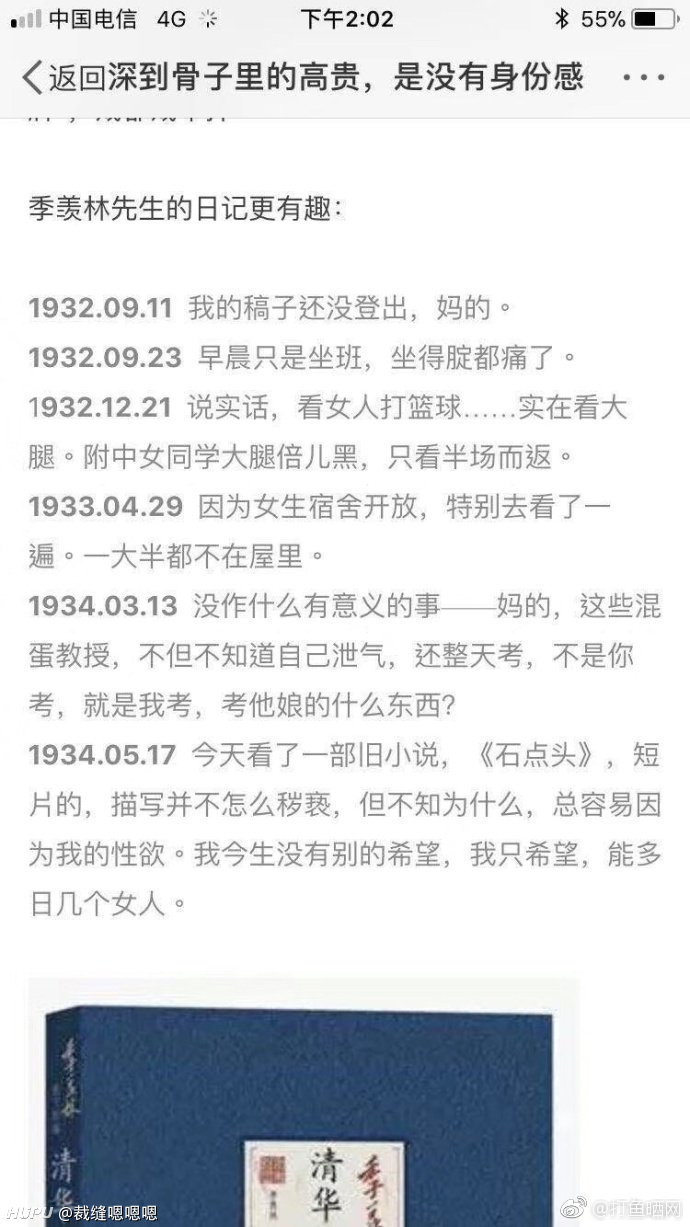 中国电信 4G 下午2:02 55%
返回深到骨子里的高贵，是没有身份感
季羡林先生的日记更有趣：
1932.09.11 我的稿子还没登出，妈的。
1932.09.23 早晨只是坐班，坐得腚都痛了。
1932.12.21 说实话，看女人打篮球……实在看大
腿。附中女同学大腿倍儿黑，只看半场而返。
1933.04.29 因为女生宿舍开放，特别去看了一
遍。一大半都不在屋里。
1934.03.13 没作什么有意义的事——妈的，这些混
蛋教授，不但不知道自己泄气，还整天考，不是你
考，就是我考，考他娘的什么东西？
1934.05.17 今天看了一部旧小说，《石点头》，短
片的，描写并不怎么秽亵，但不知为什么，总容易因
为我的性欲。我今生没有别的希望，我只希望，能多
日几个女人。
季羡林
清华
季羡
清华
HUPU @裁缝嗯嗯嗯
@打鱼晒网